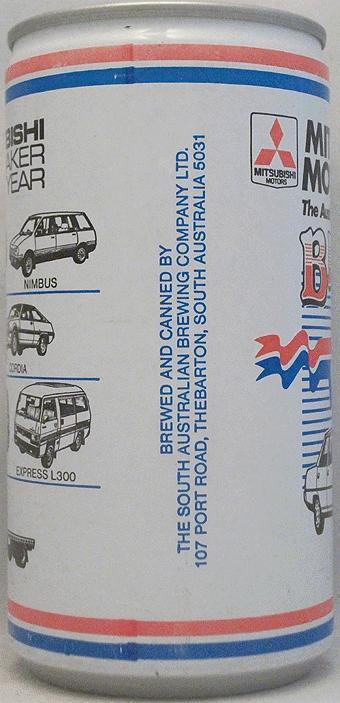 BISHI
AKER
YEAR
NIMBUS
CORDIA
EXPRESS L300
BREWED AND CANNED BY
THE SOUTH AUSTRALIAN BREWING COMPANY LTD.
107 PORT ROAD, THEBARTON, SOUTH AUSTRALIA 5031
MITSUBISHI
MOTORS
MIT
MO
The Au
B